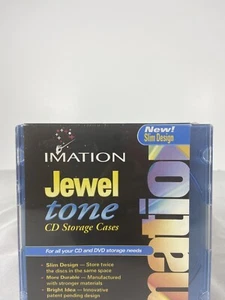 New!
Slim Design
IMATION
Jewel
tone
CD Storage Cases
For all your CD and DVD storage needs
Slim Design — Store twice
the discs in the same space
More Durable — Manufactured
with stronger materials
Bright Idea — Innovative
patent pending design
mation